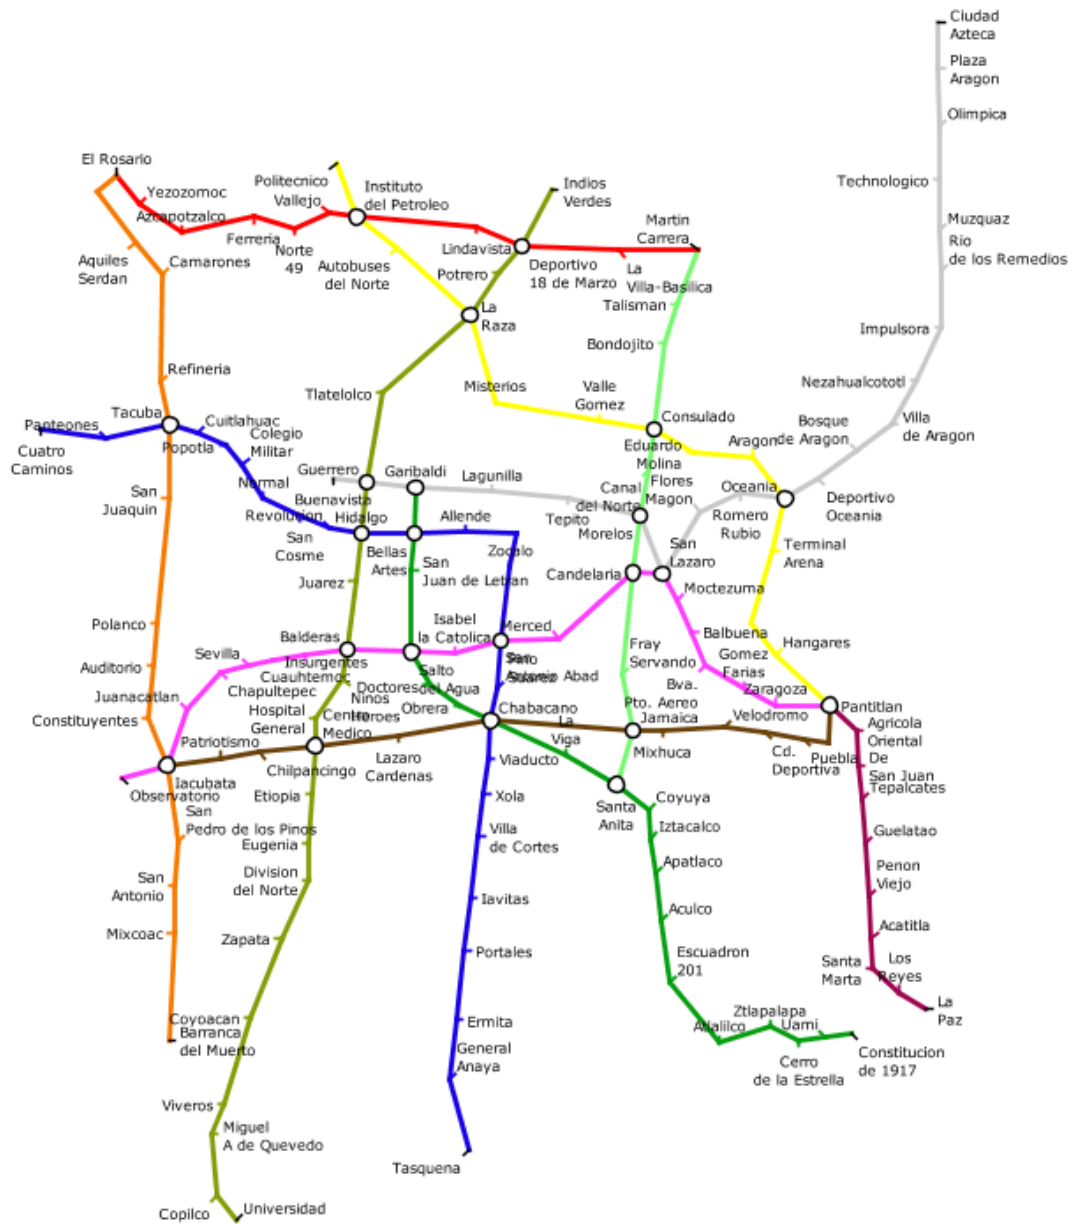 Ciudad
Azteca
Plaza
Aragon
Olimpica
Technologico
Muzquaz
Rio
de los Remedios
Impulsora
Nezahualcototl
Villa
de Aragon
Bosque
de Aragon
Deportivo
Oceania
Oceania
Romero
Rubio
El Rosario
Yezozomoc
Azcapotzalco
Ferreria
Norte
49
Vallejo
Politecnico
Instituto
del Petroleo
Lindavista
Deportivo
18 de Marzo
La
Villa-Basilica
Martin
Carrera
Indios
Verdes
Potrero
La
Raza
Autobuses
del Norte
Aquiles
Serdan
Camarones
Refineria
Tacuba
Panteones
Cuatro
Caminos
Popotla
Cuitlahuac
Colegio
Militar
Normal
San
Cosme
Revolucion
Tlatelolco
Misterios
Valle
Gomez
Talisman
Bondojito
Consulado
Eduardo
Molina
Aragon
Flores
Magon
Canal
del Norte
Morelos
Tepito
Lagunilla
Garibaldi
Guerrero
Buenavista
Hidalgo
Bellas
Artes
Allende
Zocalo
San
Juan de Letran
Juarez
San
Juaquin
Polanco
Auditorio
Constituyentes
Juanacatlan
Chapultepec
Sevilla
Insurgentes
Cuauhtemoc
Balderas
Isabel
la Catolica
Salto
del Agua
Merced
Pino
Suarez
San
Antonio Abad
Candelaria
San
Lazaro
Moctezuma
Balbuena
Gomez
Farias
Bva.
Pto. Aereo
Zaragoza
Terminal
Arena
Hangares
Pantitlan
Fray
Servando
Jamaica
Mixhuca
Velodromo
Cd.
Deportiva
Puebla
Agricola
Oriental
De
San Juan
Tepalcates
Guelatao
Penon
Viejo
Acatitla
Santa
Marta
Los
Reyes
La
Paz
Doctores
Obrera
Chabacano
La
Viga
Ninos
Heroes
Hospital
General
Centro
Medico
Lazaro
Cardenas
Chilpancingo
Patriotismo
Iacubata
Observatorio
San
Pedro de los Pinos
San
Antonio
Mixcoac
Barranca
del Muerto
Etiopia
Eugenia
Division
del Norte
Zapata
Coyoacan
Viveros
Miguel
A de Quevedo
Copilco
Universidad
Viaducto
Xola
Villa
de Cortes
Iavitas
Portales
Ermita
General
Anaya
Tasquena
Santa
Anita
Coyuya
Iztacalco
Apatlaco
Aculco
Escuadron
201
Atlalilco
Ztlapalapa
Cerro
de la Estrella
Uami
Constitucion
de 1917